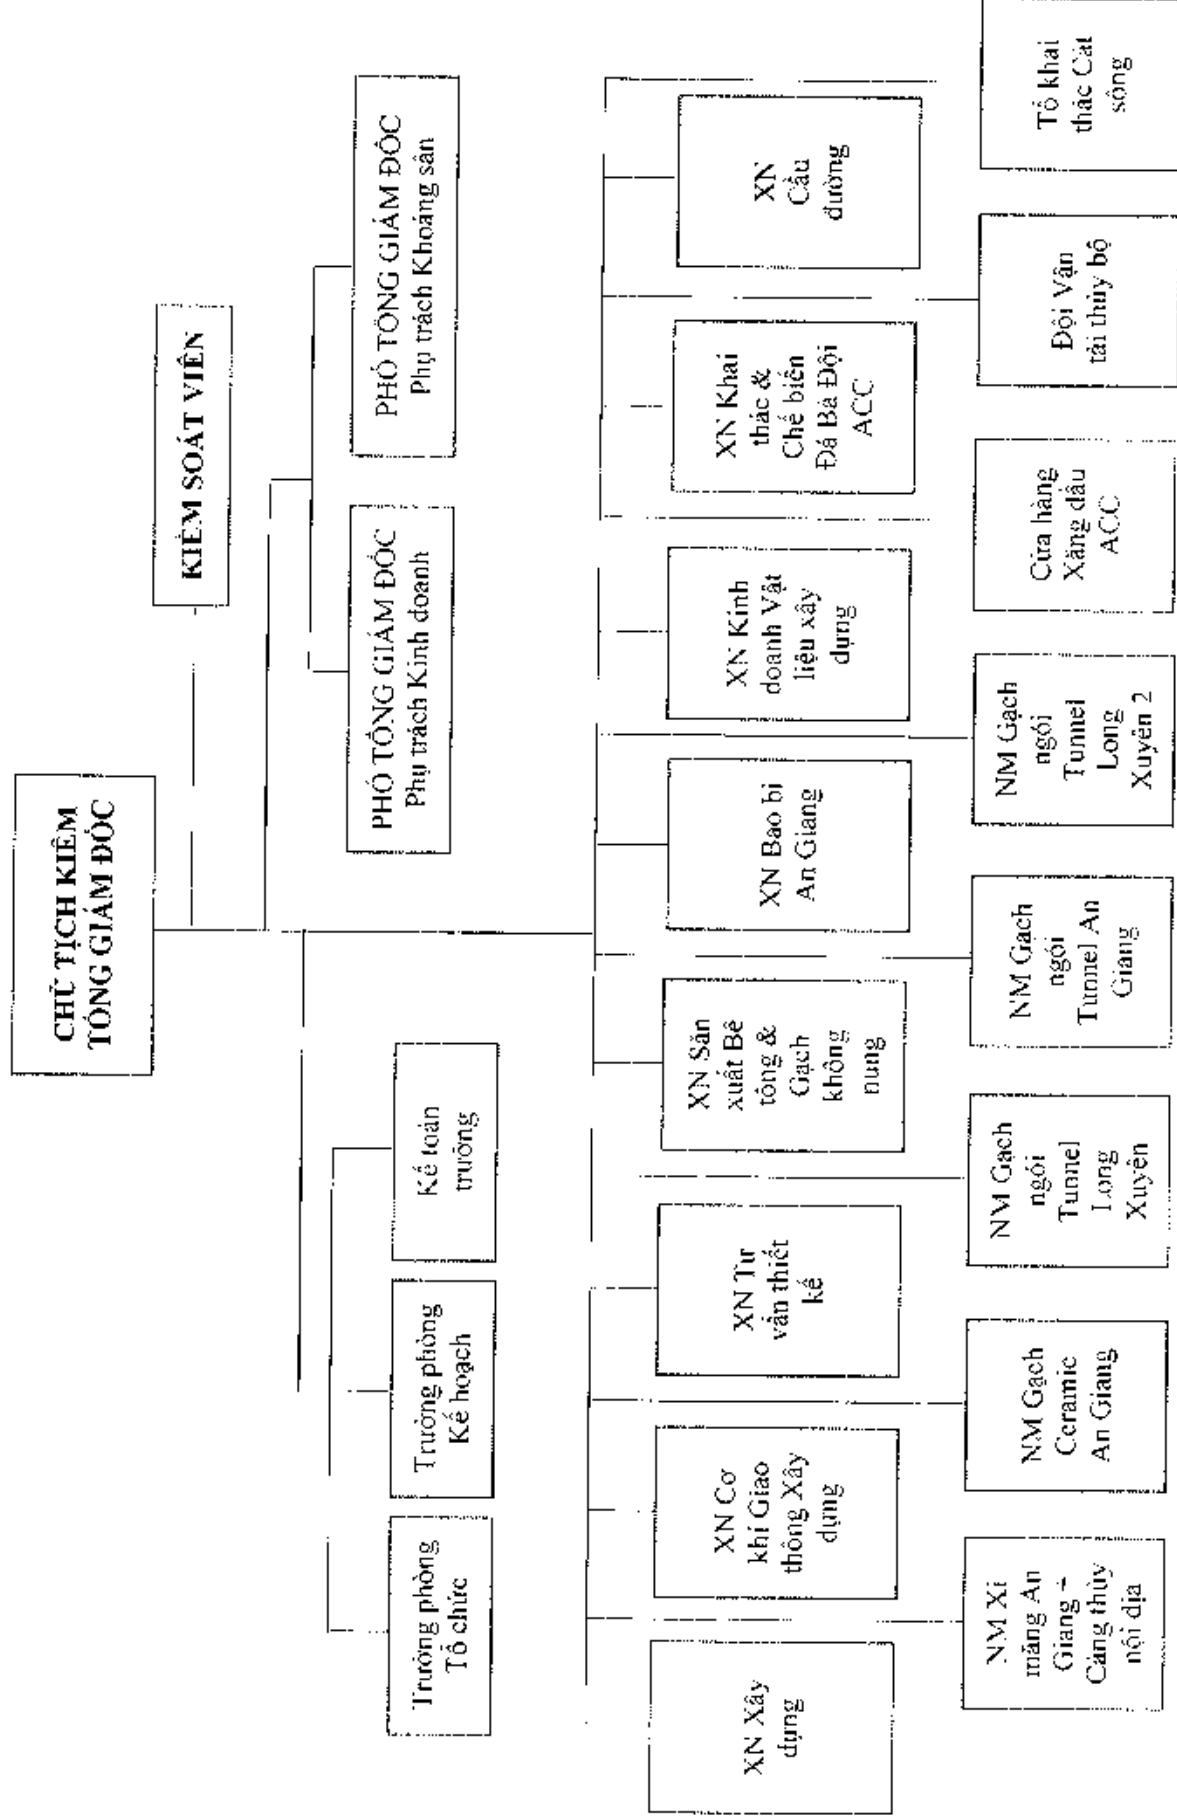 CHỦ TỊCH KIÊM
TỔNG GIÁM ĐỐC
KIỂM SOÁT VIÊN
PHÓ TỔNG GIÁM ĐỐC
Phụ trách Kinh doanh
PHÓ TỔNG GIÁM ĐỐC
Phụ trách Khoáng sản
Trưởng phòng
Tổ chức
Trưởng phòng
Kế hoạch
Kế toán
trưởng
XN Xây
dựng
XN Cơ
khí Giao
thông Xây
dựng
XN Tư
vấn thiết
kế
XN Sản
xuất Bê
tông &
Gạch
không
nung
XN Bao bì
An Giang
XN Kinh
doanh Vật
liệu xây
dựng
XN Khai
thác &
Chế biến
Đá Bà Đội
ACC
XN
Cầu
đường
NM Xi
măng An
Giang +
Cảng thủy
nội địa
NM Gạch
Ceramic
An Giang
NM Gạch
ngói
Tunnel
Long
Xuyên
NM Gạch
ngói
Tunnel An
Giang
NM Gạch
ngói
Tunnel
Long
Xuyên 2
Cửa hàng
Xăng dầu
ACC
Đội Vận
tải thủy bộ
Tổ khai
thác Cát
sông